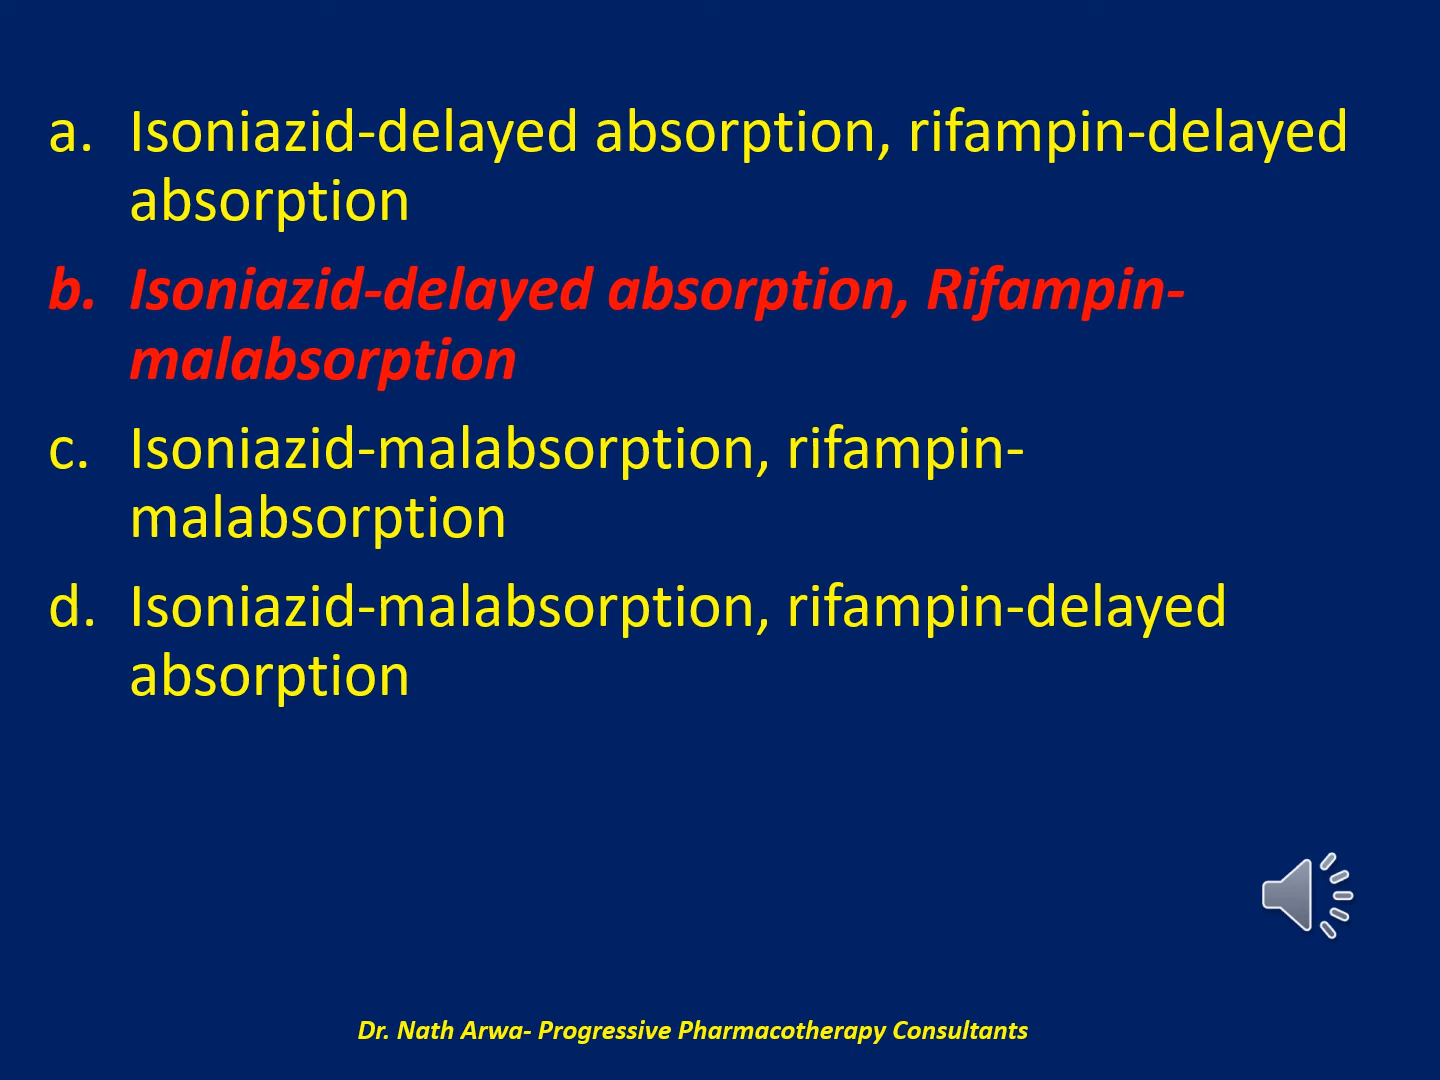 a. Isoniazid-delayed absorption, rifampin-delayed
absorption
b. Isoniazid-delayed absorption, Rifampin-
malabsorption
c. Isoniazid-malabsorption, rifampin-
malabsorption
d. Isoniazid-malabsorption, rifampin-delayed
absorption
Dr. Nath Arwa- Progressive Pharmacotherapy Consultants